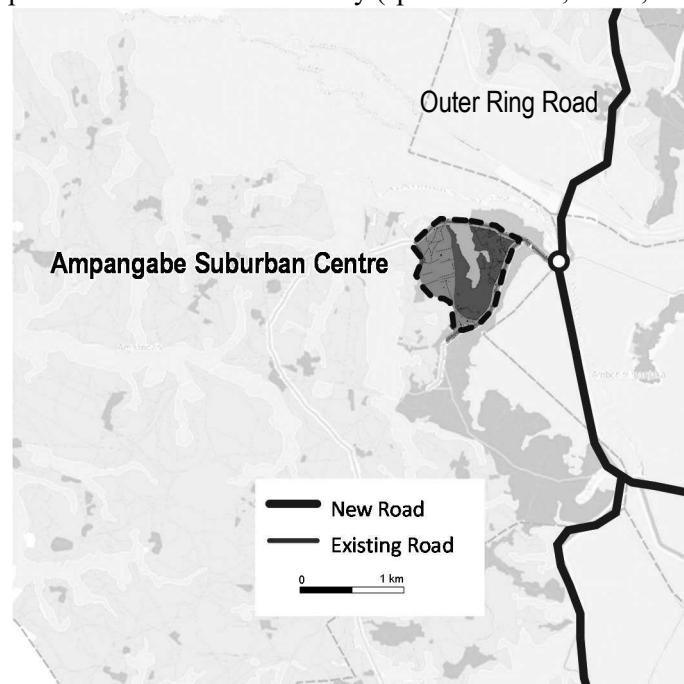 Outer Ring Road
Ampangabe Suburban Centre
New Road
Existing Road
0 1 km